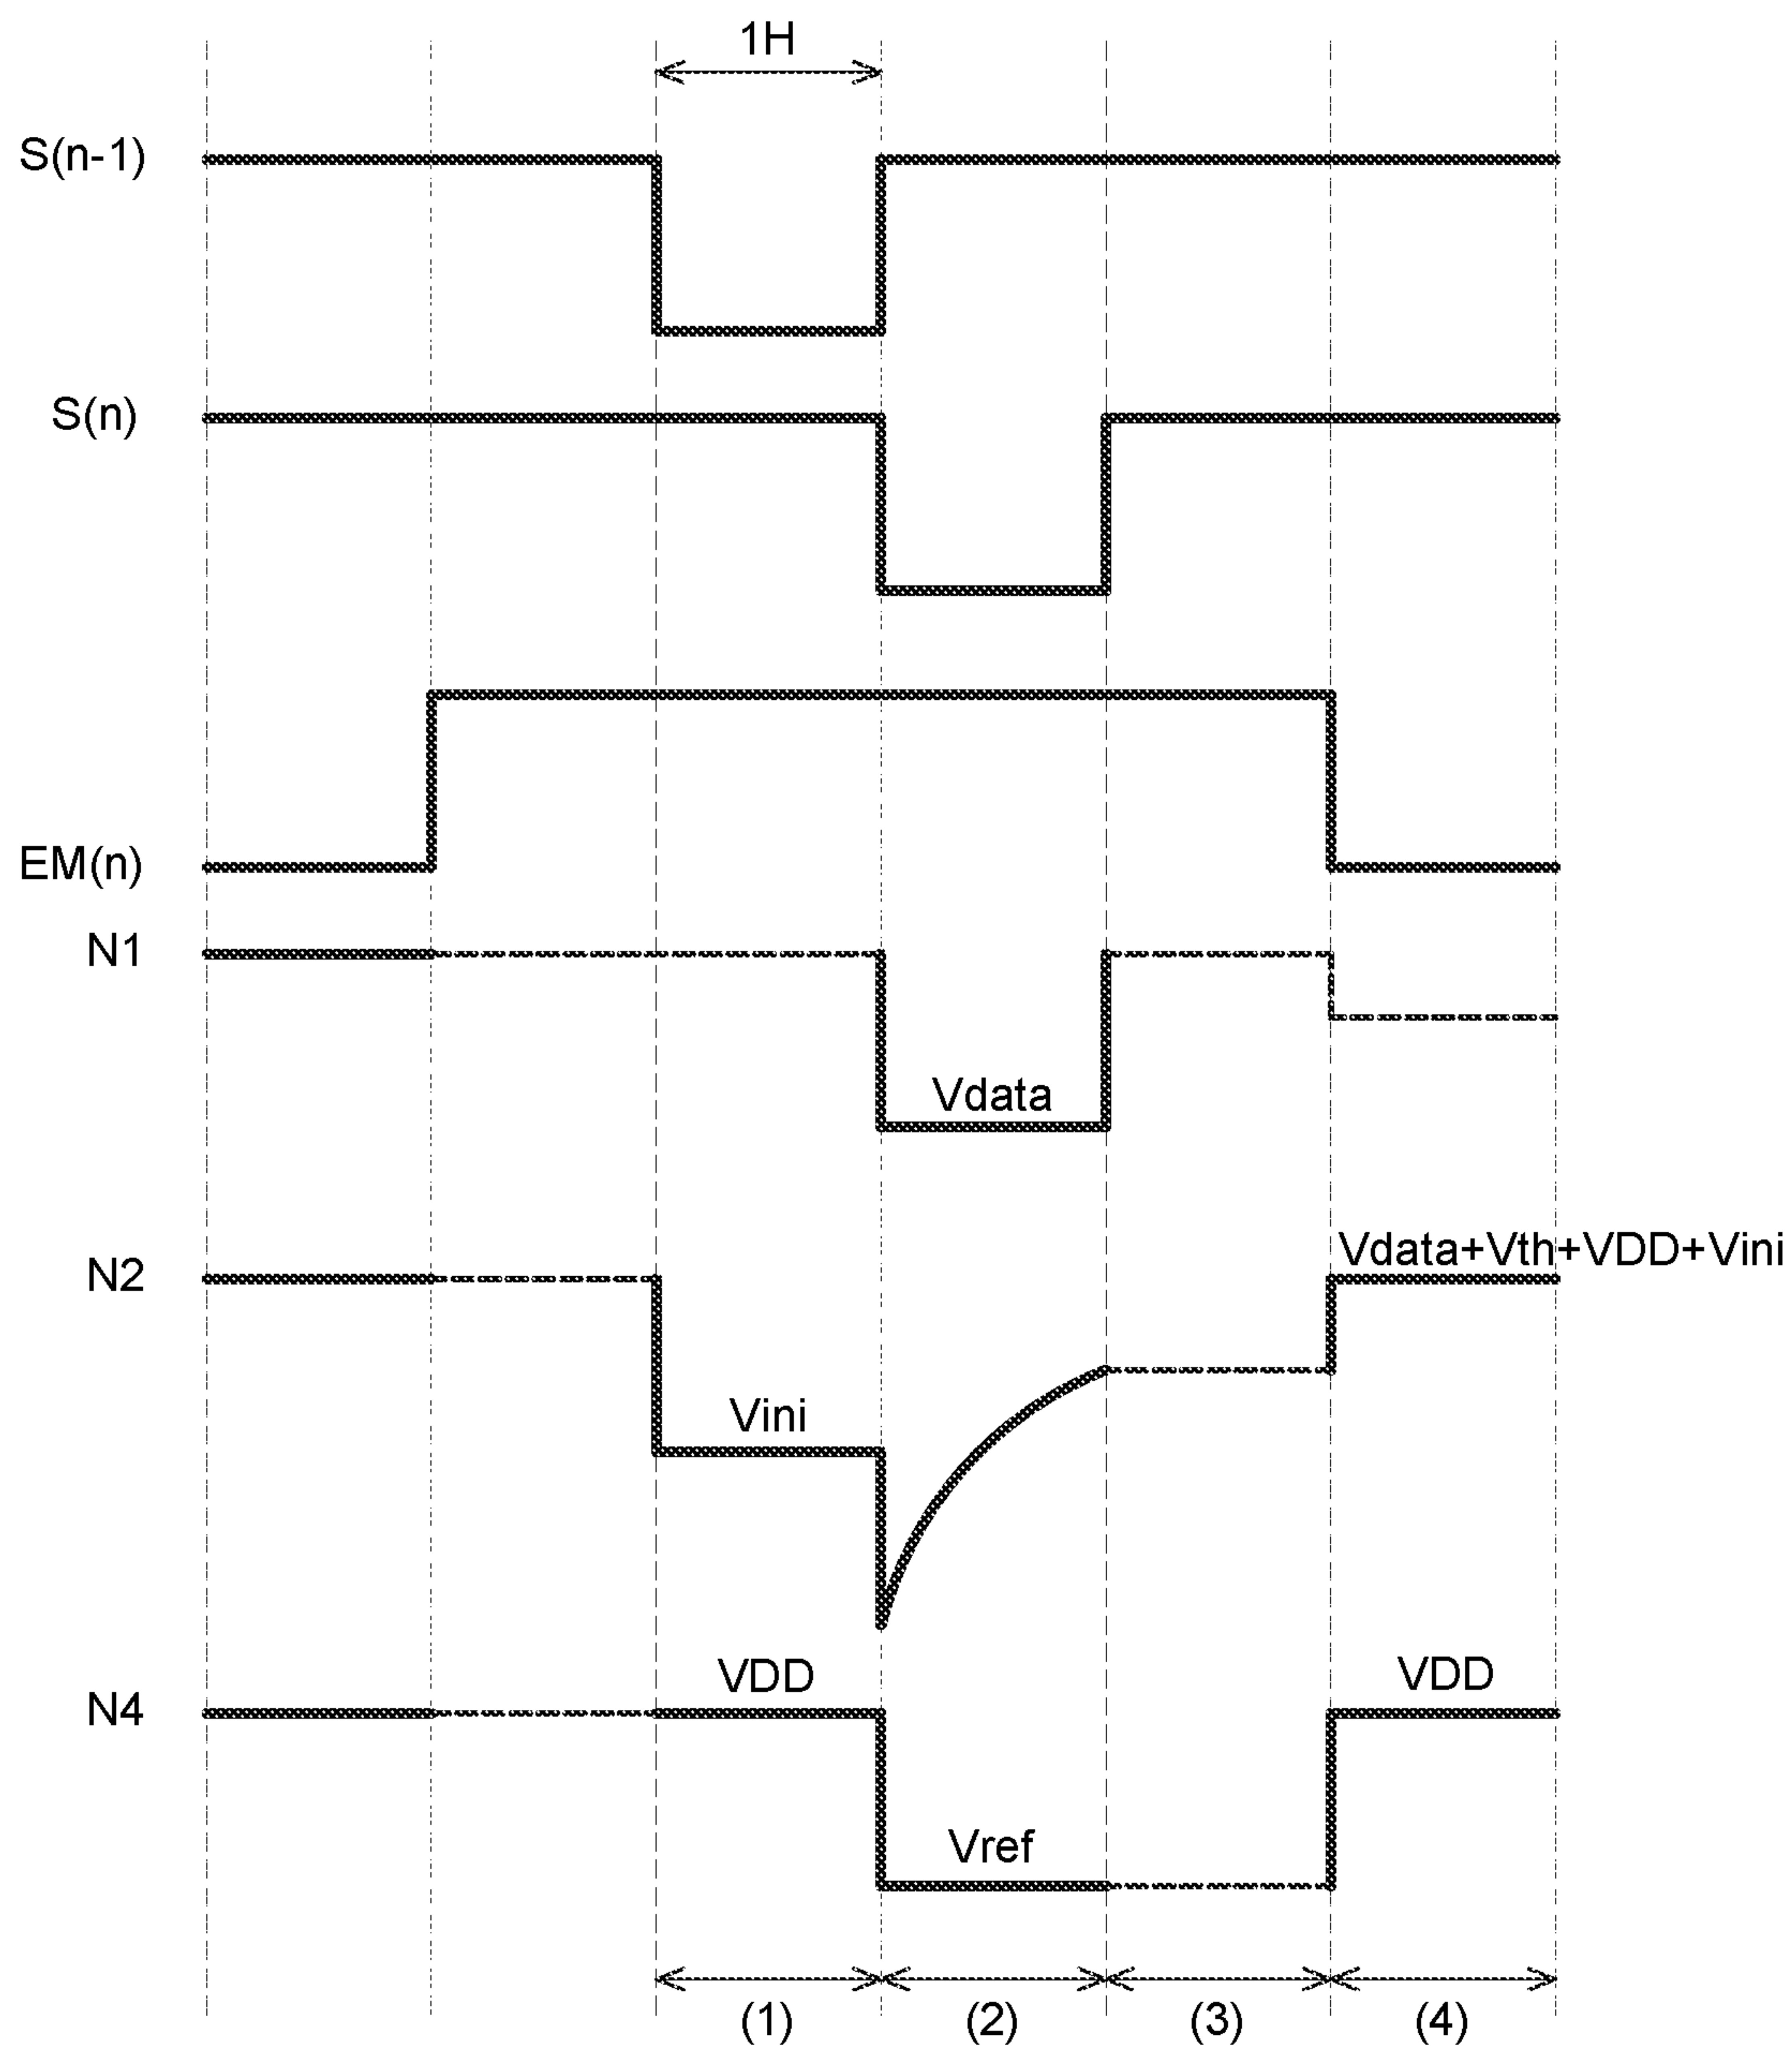 1H
S(n-1)
S(n)
EM(n)
N1
Vdata
N2
Vdata+Vth+VDD+Vini
Vini
VDD
VDD
N4
Vref
(1)
(2)
(3)
(4)